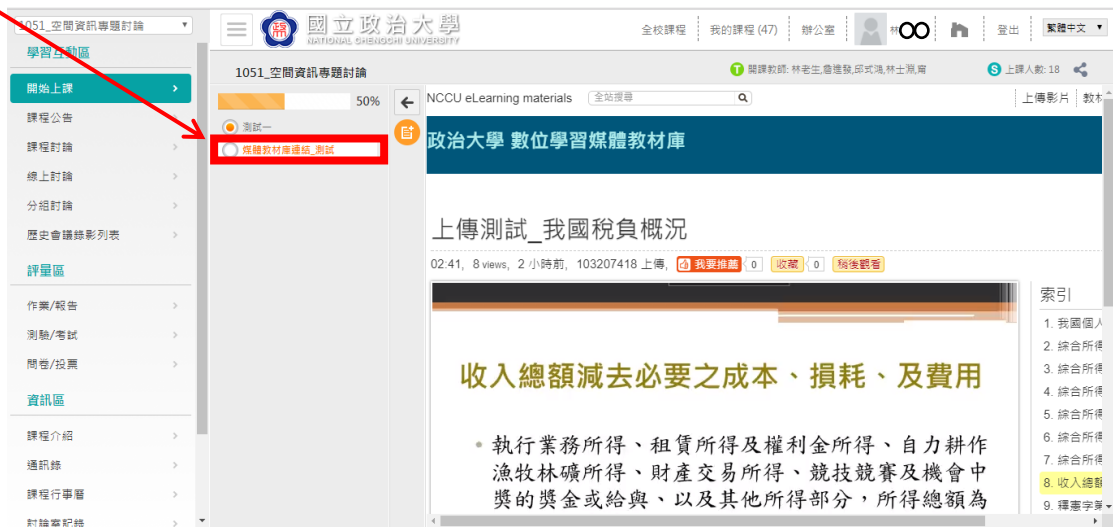 1051_空間資訊專題討論
國立政治大學
NATIONAL CHENGCHI UNIVERSITY
全校課程
我的課程 (47)
辦公室
林
登出
繁體中文
學習互動區
開始上課
課程公告
課程討論
線上討論
分組討論
歷史會議錄影列表
評量區
作業/報告
測驗/考試
問卷/投票
資訊區
課程介紹
通訊錄
課程行事曆
討論室記錄
1051_空間資訊專題討論
開課教師: 林老生,詹進發,邱式鴻,林士淵,甯
上課人數: 18
50%
測試一
媒體教材庫連結_測試
NCCU eLearning materials
全站搜尋
上傳影片
教材
政治大學 數位學習媒體教材庫
上傳測試_我國稅負概況
02:41, 8 views, 2 小時前, 103207418 上傳,
我要推薦
0
收藏
0
稍後觀看
收入總額減去必要之成本、損耗、及費用
• 執行業務所得、租賃所得及權利金所得、自力耕作
漁牧林礦所得、財產交易所得、競技競賽及機會中
獎的獎金或給與、以及其他所得部分，所得總額為
索引
1. 我國個人
2. 綜合所得
3. 綜合所得
4. 綜合所得
5. 綜合所得
6. 綜合所得
7. 綜合所得
8. 收入總額
9. 釋憲字第